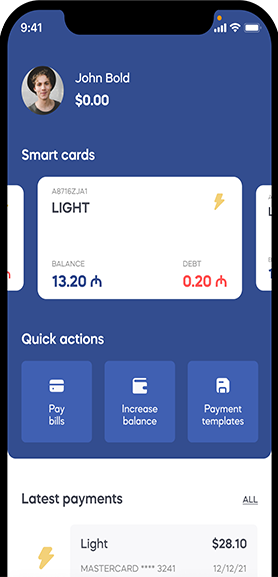 9:41
John Bold
$0.00
Smart cards
A8716ZJA1
LIGHT
BALANCE
DEBT
13.20 ₼
0.20 ₼
Quick actions
Pay
bills
Increase
balance
Payment
templates
Latest payments
ALL
Light
$28.10
MASTERCARD **** 3241
12/12/21